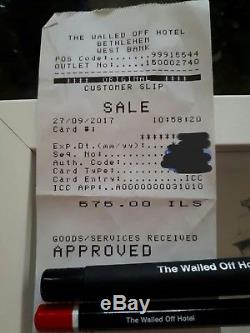 THE WALLED OFF HOTEL
BETHLEHEM
WEST BANK
POS Code:....: 99915544
OUTLET No:...: 150002740
ORIGINAL
CUSTOMER SLIP
SALE
27/09/2017 10:58:20
Card #:
********
Exp.Dt.(mm/yy):
Seq. No:
Auth. Code:
Card Type:
Card Entry: ICC
ICC App: A0000000031010
575.00 ILS
GOODS/SERVICES RECEIVED
APPROVED
The Walled Off Ho
The Walled Off Hotel